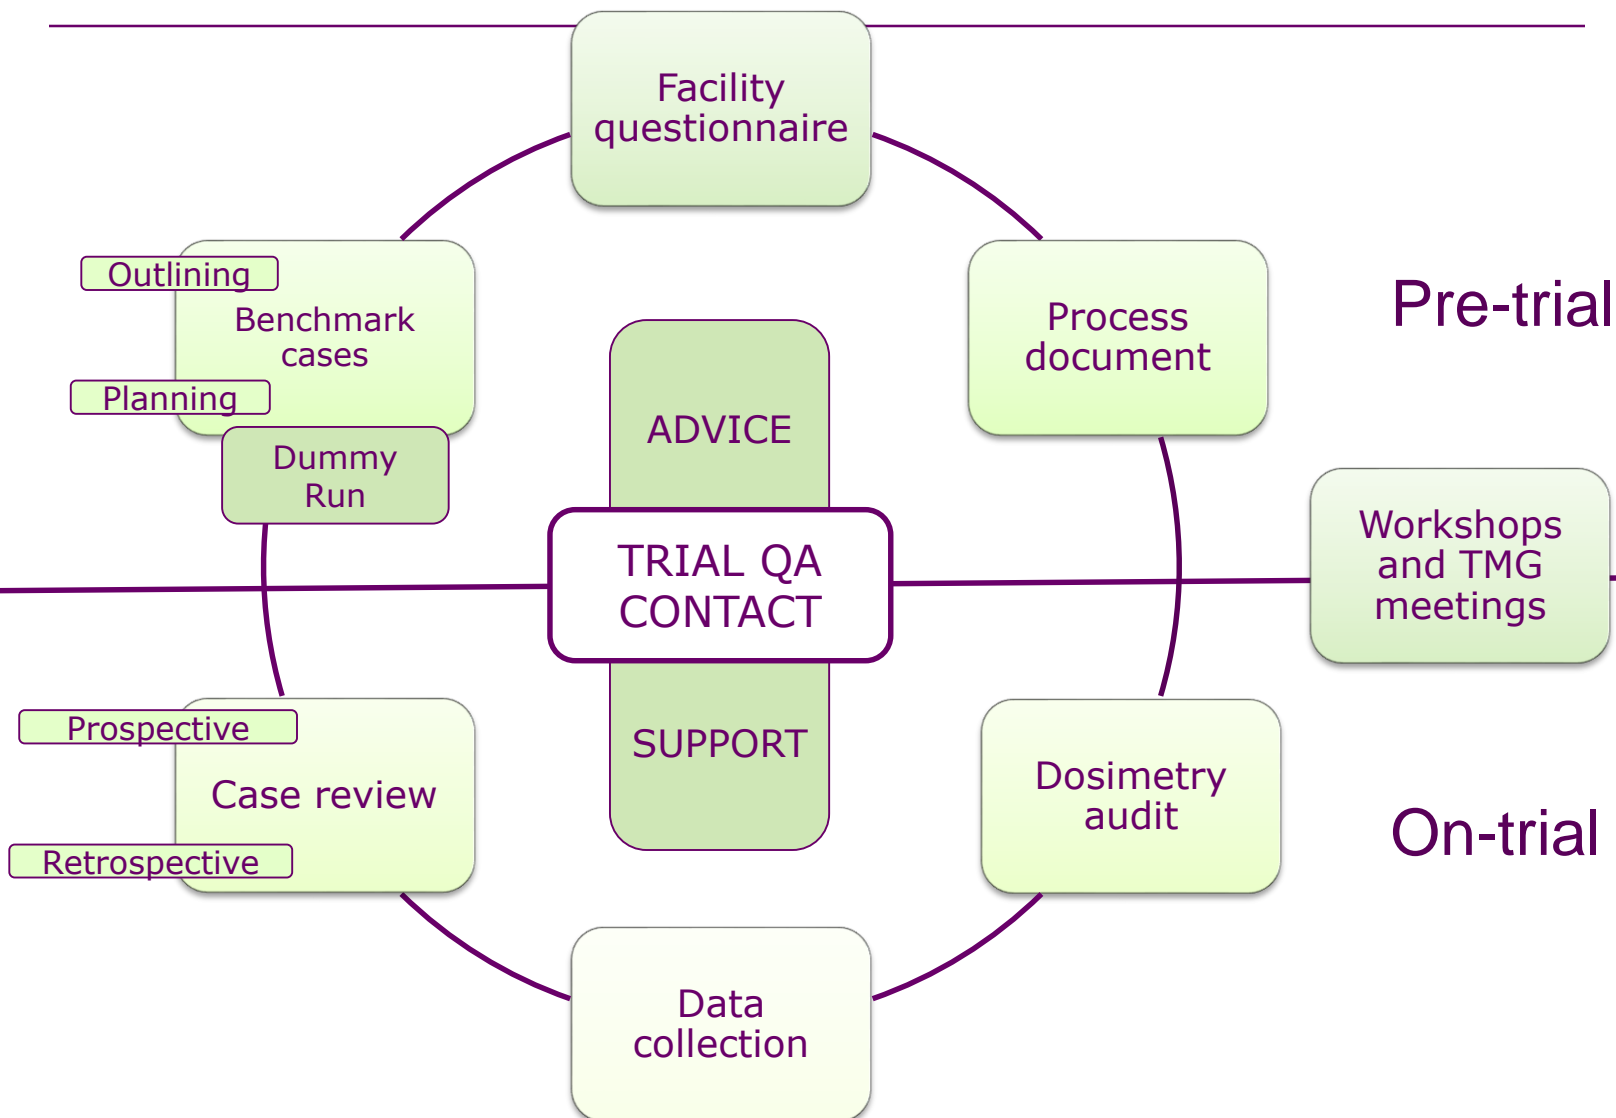 Facility
questionnaire
Outlining
Benchmark
cases
Planning
Dummy
Run
Process
document
Pre-trial
ADVICE
TRIAL QA
CONTACT
SUPPORT
Workshops
and TMG
meetings
Prospective
Case review
Retrospective
Dosimetry
audit
On-trial
Data
collection